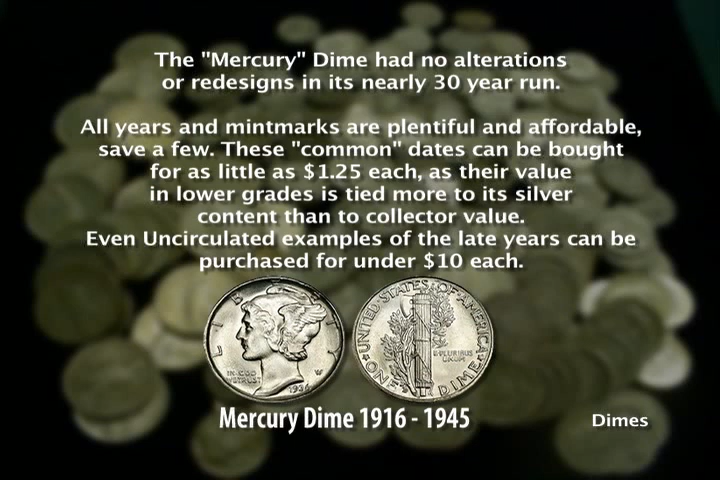 The "Mercury" Dime had no alterations
or redesigns in its nearly 30 year run.
All years and mintmarks are plentiful and affordable,
save a few. These "common" dates can be bought
for as little as $1.25 each, as their value
in lower grades is tied more to its silver
content than to collector value.
Even Uncirculated examples of the late years can be
purchased for under $10 each.
LIBERTY
IN GOD
WE TRUST
W
UNITED·STATES·OF·AMERICA
E·PLURIBUS
UNUM
ONE DIME
Mercury Dime 1916 - 1945
Dimes